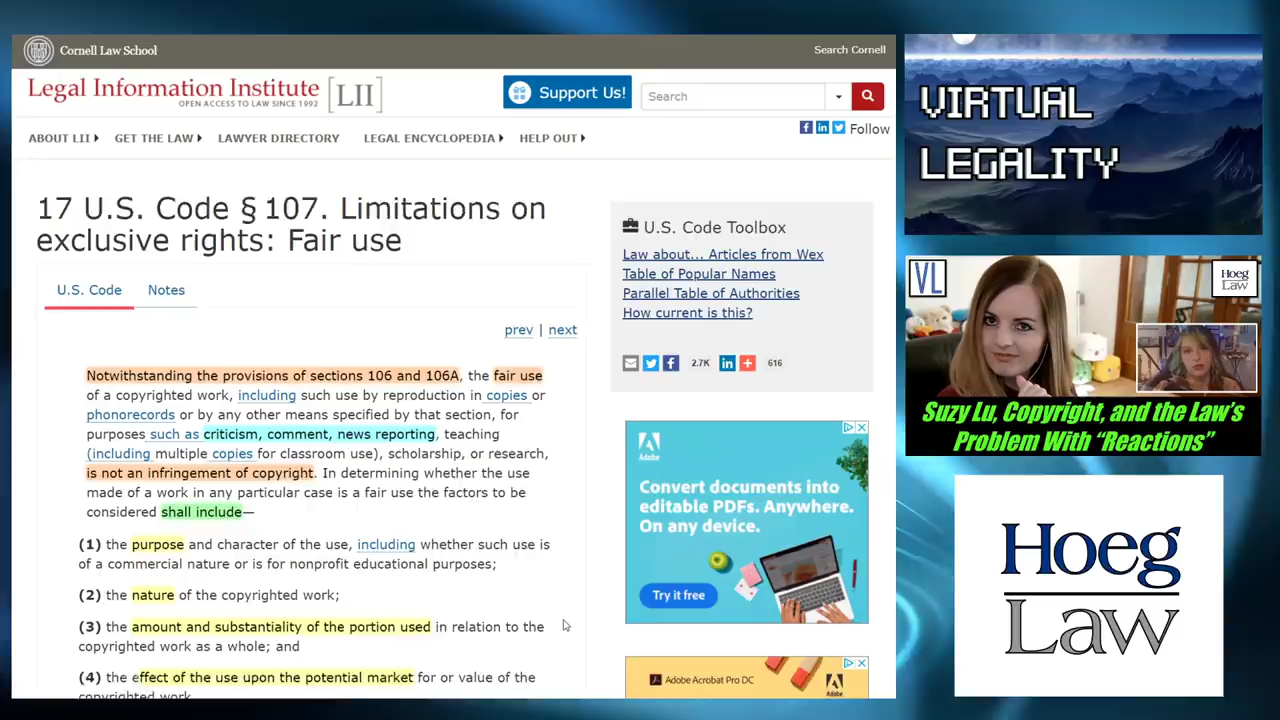 Cornell Law School
Search Cornell
Legal Information Institute [LII]
OPEN ACCESS TO LAW SINCE 1992
Support Us!
Search
ABOUT LII GET THE LAW LAWYER DIRECTORY LEGAL ENCYCLOPEDIA HELP OUT
Follow
17 U.S. Code § 107. Limitations on
exclusive rights: Fair use
U.S. Code Notes
prev | next
Notwithstanding the provisions of sections 106 and 106A, the fair use
of a copyrighted work, including such use by reproduction in copies or
phonorecords or by any other means specified by that section, for
purposes such as criticism, comment, news reporting, teaching
(including multiple copies for classroom use), scholarship, or research,
is not an infringement of copyright. In determining whether the use
made of a work in any particular case is a fair use the factors to be
considered shall include—
(1) the purpose and character of the use, including whether such use is
of a commercial nature or is for nonprofit educational purposes;
(2) the nature of the copyrighted work;
(3) the amount and substantiality of the portion used in relation to the
copyrighted work as a whole; and
(4) the effect of the use upon the potential market for or value of the
copyrighted work.
U.S. Code Toolbox
Law about... Articles from Wex
Table of Popular Names
Parallel Table of Authorities
How current is this?
2.7K
616
Adobe
Convert documents into
editable PDFs. Anywhere.
On any device.
Try it free
Adobe Acrobat Pro DC
Adobe
VIRTUAL
LEGALITY
VL
Hoeg
Law
Suzy Lu, Copyright, and the Law's
Problem With “Reactions”
Hoeg
Law